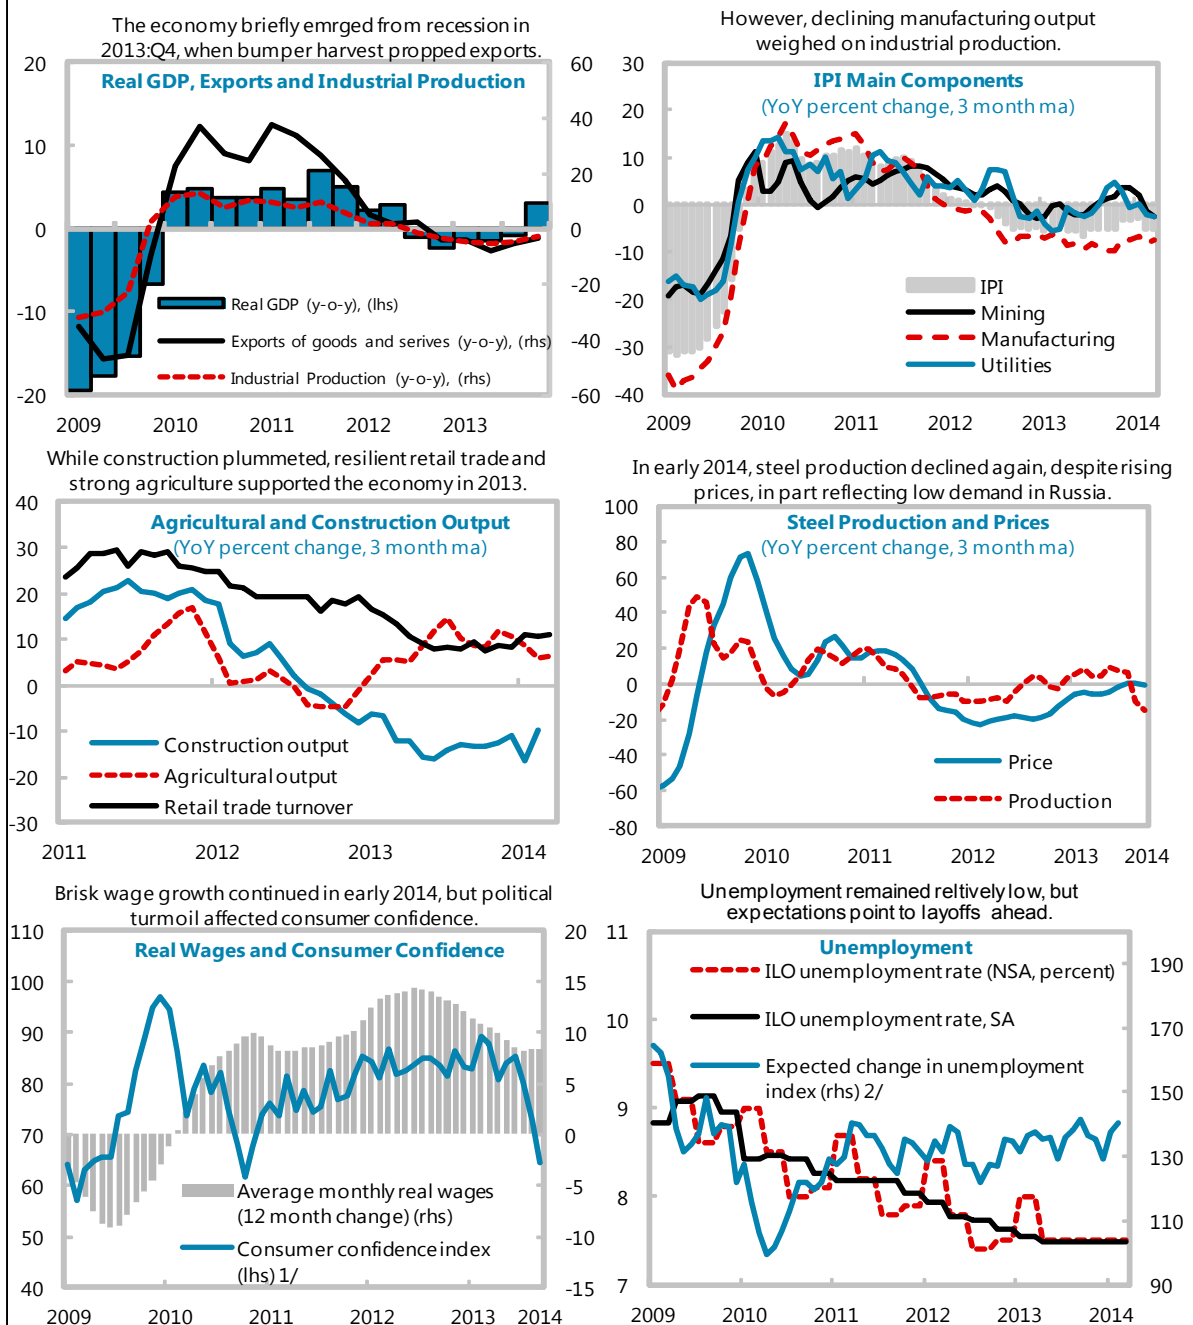 The economy briefly emrged from recession in
2013:Q4, when bumper harvest propped exports.
Real GDP, Exports and Industrial Production
20
10
0
-10
-20
60
40
20
0
-20
-40
-60
Real GDP (y-o-y), (lhs)
Exports of goods and serives (y-o-y), (rhs)
Industrial Production (y-o-y), (rhs)
2009 2010 2011 2012 2013
However, declining manufacturing output
weighed on industrial production.
IPI Main Components
(YoY percent change, 3 month ma)
30
20
10
0
-10
-20
-30
-40
IPI
Mining
Manufacturing
Utilities
2009 2010 2011 2012 2013 2014
While construction plummeted, resilient retail trade and
strong agriculture supported the economy in 2013.
Agricultural and Construction Output
(YoY percent change, 3 month ma)
40
30
20
10
0
-10
-20
-30
Construction output
Agricultural output
Retail trade turnover
2011 2012 2013 2014
In early 2014, steel production declined again, despite rising
prices, in part reflecting low demand in Russia.
Steel Production and Prices
(YoY percent change, 3 month ma)
100
80
60
40
20
0
-20
-40
-60
-80
Price
Production
2009 2010 2011 2012 2013 2014
Brisk wage growth continued in early 2014, but political
turmoil affected consumer confidence.
Real Wages and Consumer Confidence
110
100
90
80
70
60
50
40
20
15
10
5
0
-5
-10
-15
Average monthly real wages
(12 month change) (rhs)
Consumer confidence index
(lhs) 1/
2009 2010 2011 2012 2013 2014
Unemployment remained reltively low, but
expectations point to layoffs ahead.
Unemployment
11
10
9
8
7
190
170
150
130
110
90
ILO unemployment rate (NSA, percent)
ILO unemployment rate, SA
Expected change in unemployment
index (rhs) 2/
2009 2010 2011 2012 2013 2014